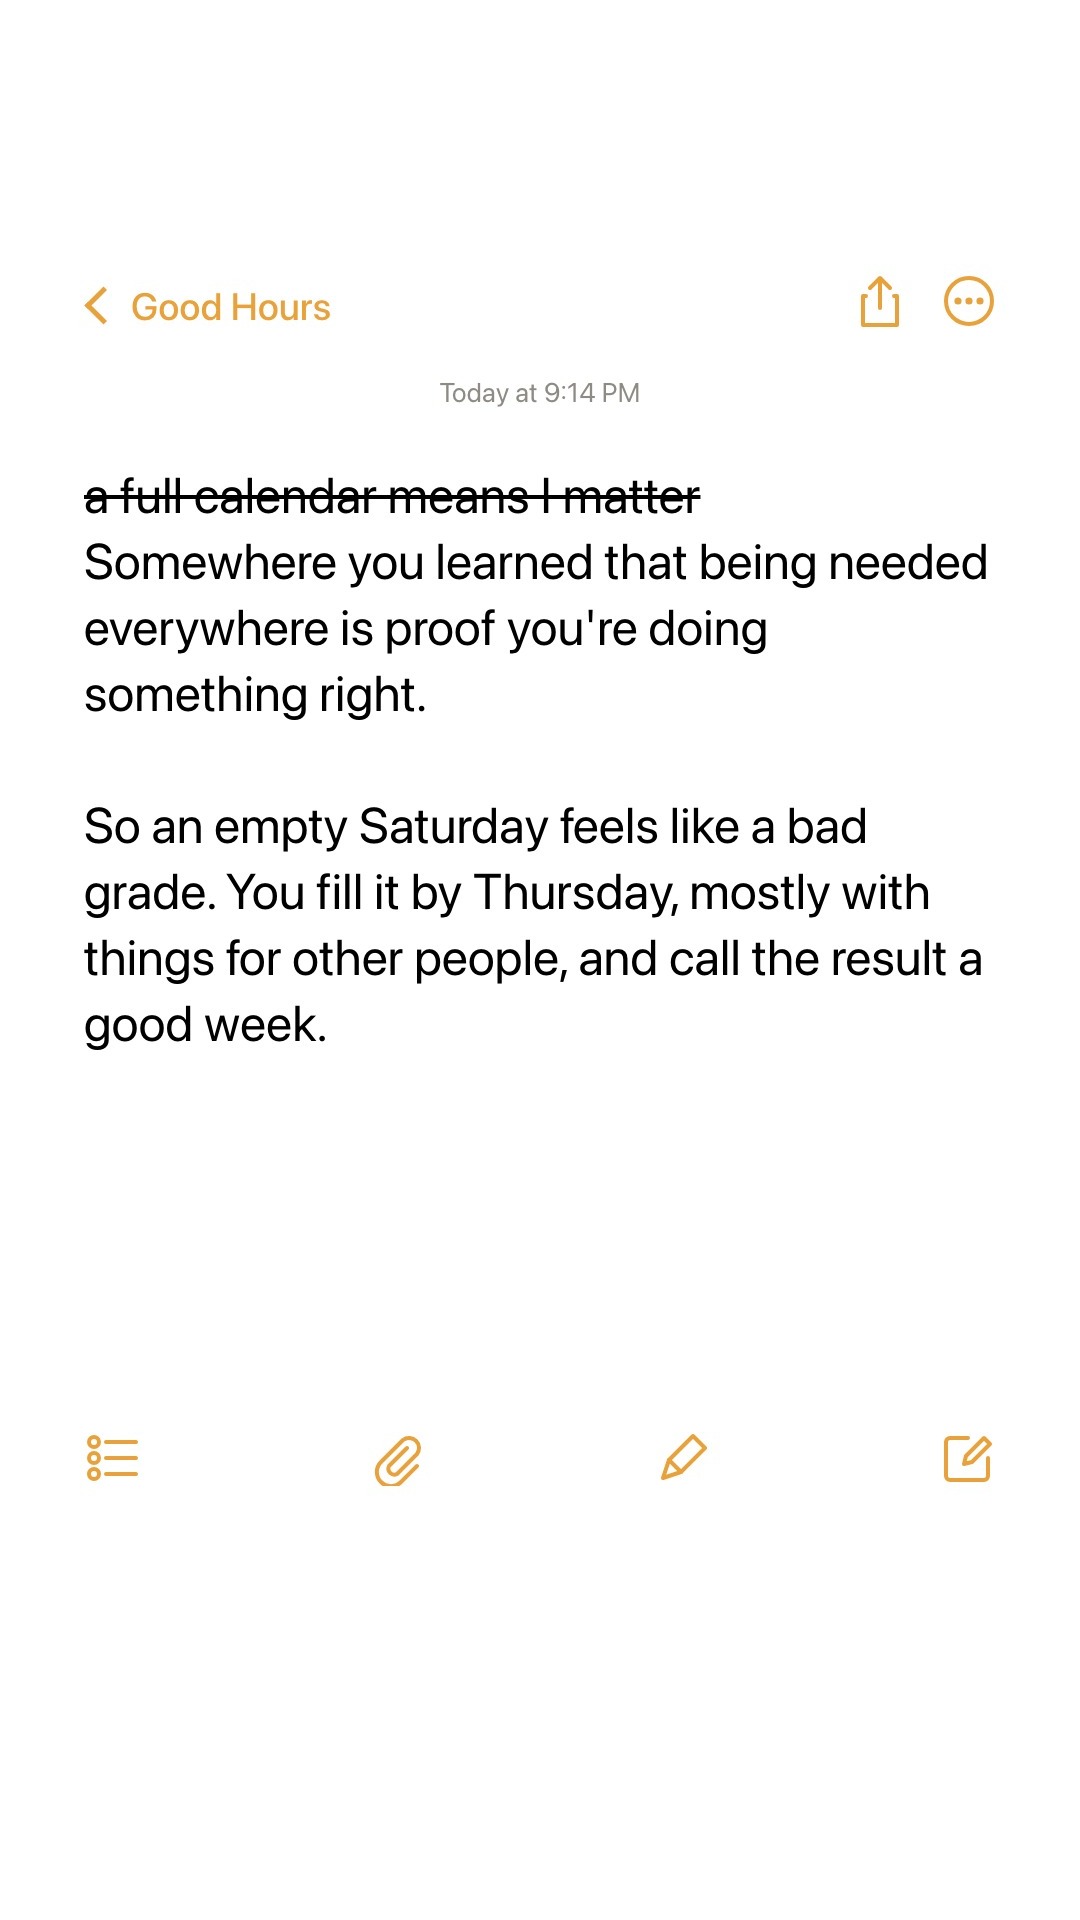 Good Hours
Today at 9:14 PM
a full calendar means I matter
Somewhere you learned that being needed
everywhere is proof you're doing
something right.
So an empty Saturday feels like a bad
grade. You fill it by Thursday, mostly with
things for other people, and call the result a
good week.